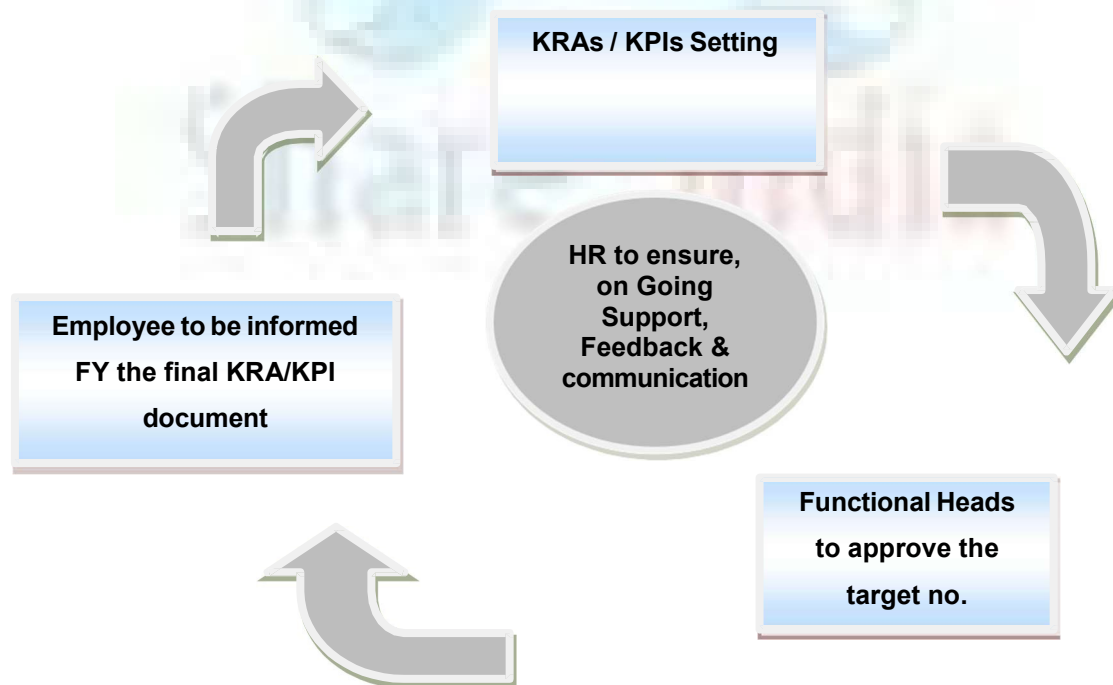 KRAs / KPIs Setting
HR to ensure,
on Going
Support,
Feedback &
communication
Employee to be informed
FY the final KRA/KPI
document
Functional Heads
to approve the
target no.